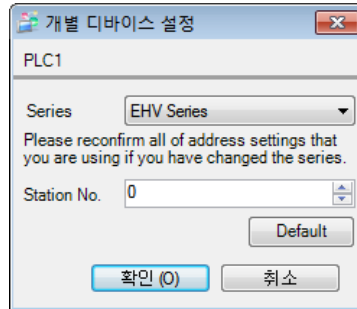 개별 디바이스 설정
PLC1
Series EHV Series
Please reconfirm all of address settings that
you are using if you have changed the series.
Station No. 0
Default
확인 (O) 취소